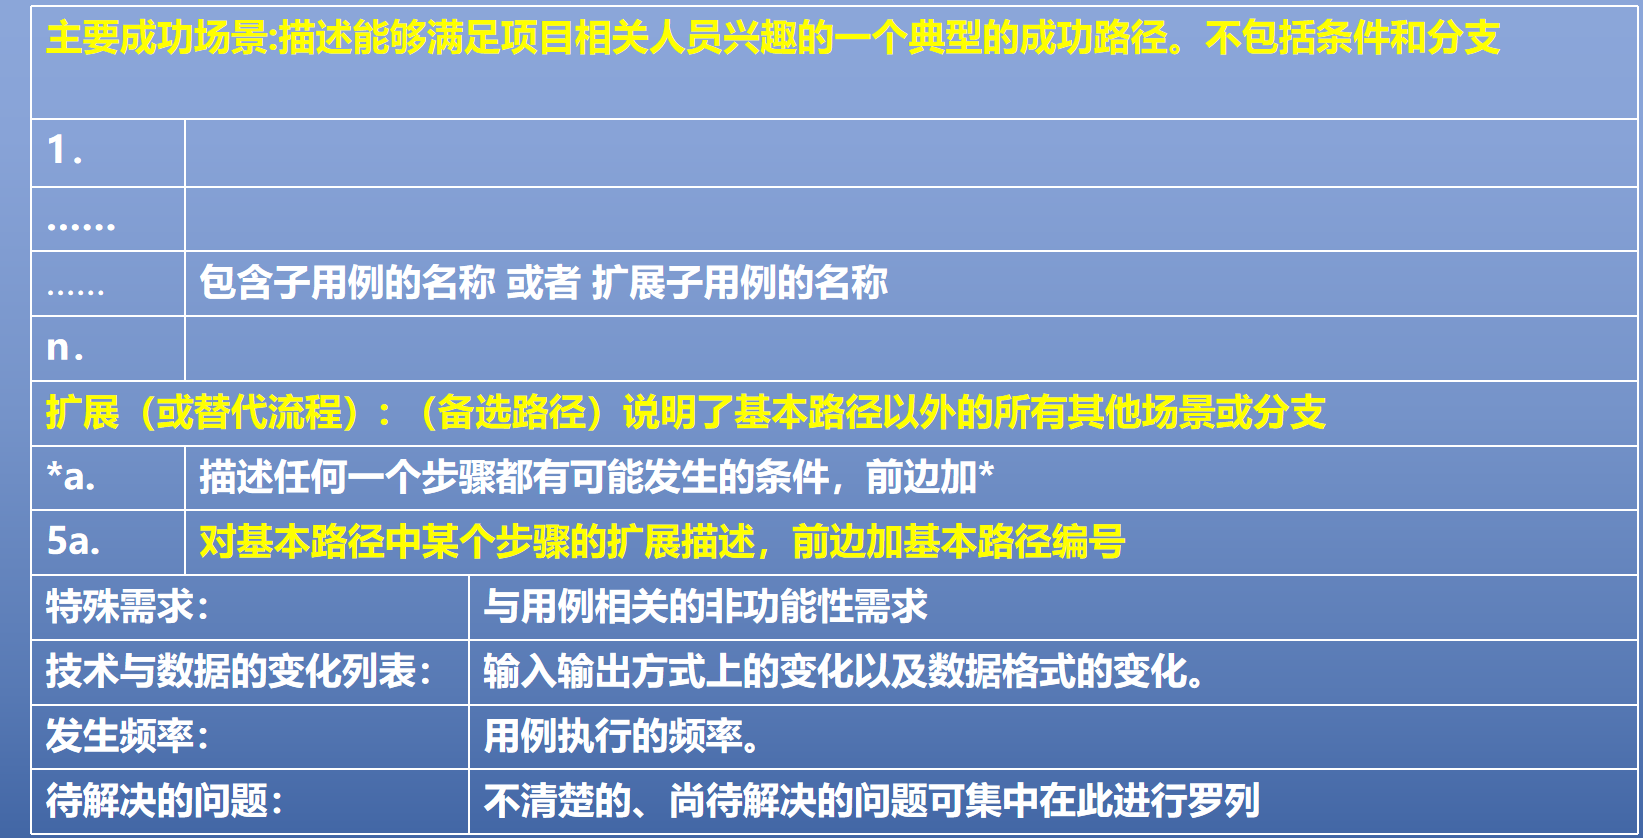 主要成功场景:描述能够满足项目相关人员兴趣的一个典型的成功路径。不包括条件和分支
1.
……
…… 包含子用例的名称 或者 扩展子用例的名称
n.
扩展（或替代流程）：（备选路径）说明了基本路径以外的所有其他场景或分支
*a. 描述任何一个步骤都有可能发生的条件，前边加*
5a. 对基本路径中某个步骤的扩展描述，前边加基本路径编号
特殊需求： 与用例相关的非功能性需求
技术与数据的变化列表： 输入输出方式上的变化以及数据格式的变化。
发生频率： 用例执行的频率。
待解决的问题： 不清楚的、尚待解决的问题可集中在此进行罗列